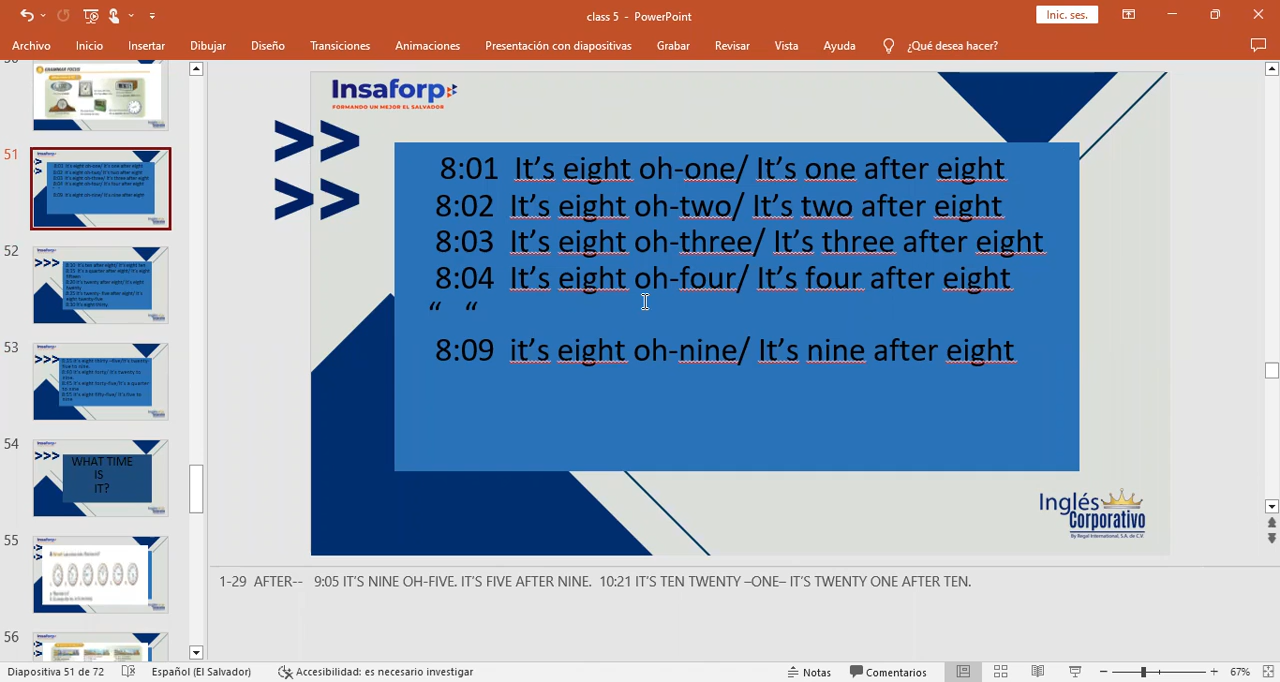 class 5 - PowerPoint
Inic. ses.
Archivo Inicio Insertar Dibujar Diseño Transiciones Animaciones Presentación con diapositivas Grabar Revisar Vista Ayuda ¿Qué desea hacer?
51
52
53
54
WHAT TIME
IS
IT?
55
56
Insaforp
FORMANDO UN MEJOR EL SALVADOR
>>
>>
8:01 It’s eight oh-one/ It’s one after eight
8:02 It’s eight oh-two/ It’s two after eight
8:03 It’s eight oh-three/ It’s three after eight
8:04 It’s eight oh-four/ It’s four after eight
“ “
8:09 it’s eight oh-nine/ It’s nine after eight
Inglés
Corporativo
By Regal International, S.A. de C.V.
1-29 AFTER-- 9:05 IT’S NINE OH-FIVE. IT’S FIVE AFTER NINE. 10:21 IT’S TEN TWENTY –ONE– IT’S TWENTY ONE AFTER TEN.
Diapositiva 51 de 72 Español (El Salvador) Accesibilidad: es necesario investigar Notas Comentarios 67%